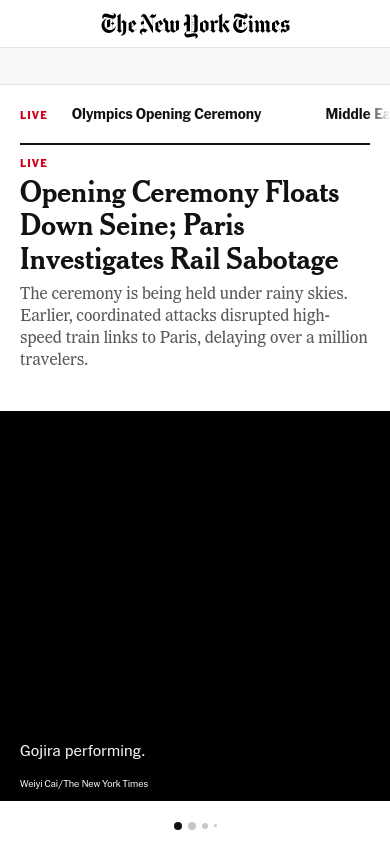 The New York Times
LIVE Olympics Opening Ceremony Middle Ea
LIVE
Opening Ceremony Floats
Down Seine; Paris
Investigates Rail Sabotage
The ceremony is being held under rainy skies.
Earlier, coordinated attacks disrupted high-
speed train links to Paris, delaying over a million
travelers.
Gojira performing.
Weiyi Cai/The New York Times